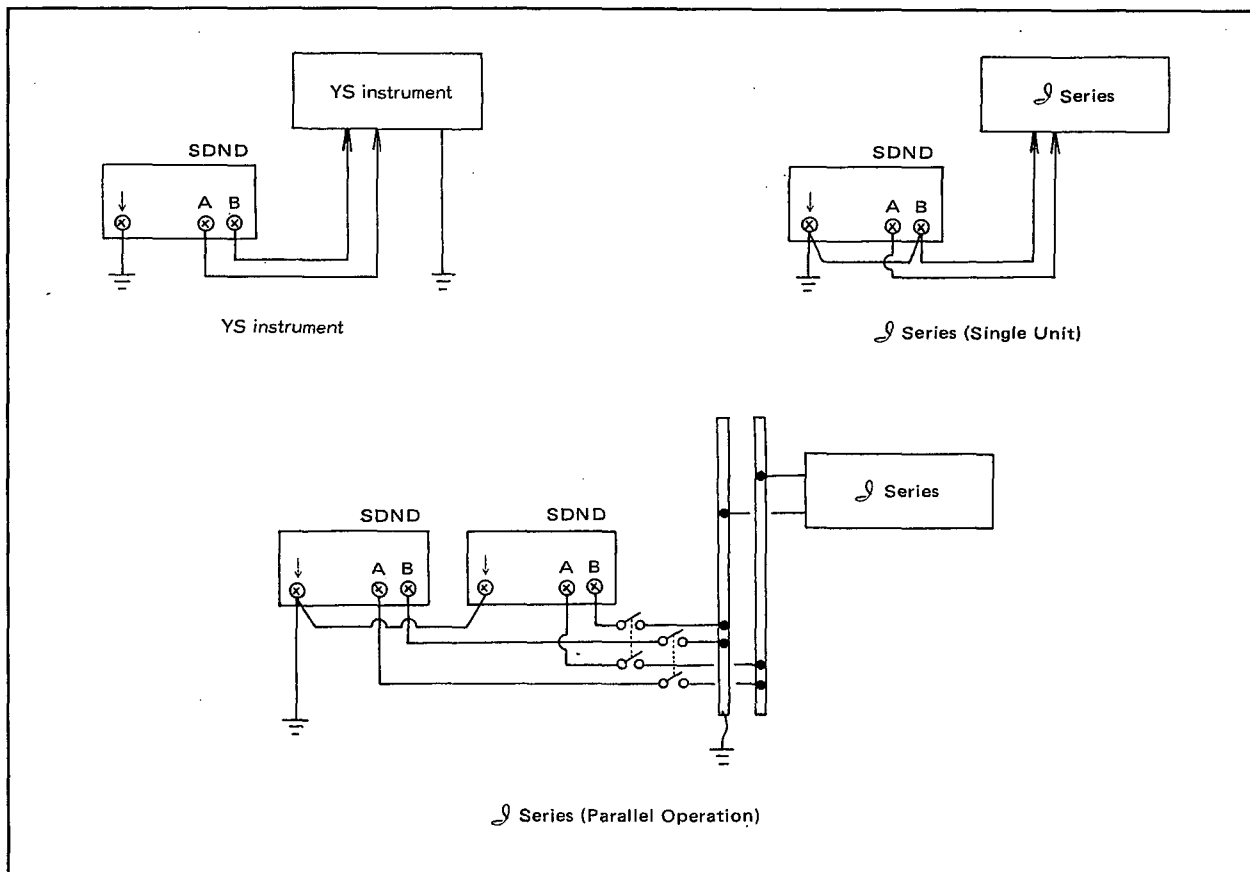 YS instrument
SDND
A B
YS instrument
ℐ Series
SDND
A B
ℐ Series (Single Unit)
ℐ Series
SDND
A B
SDND
A B
ℐ Series (Parallel Operation)